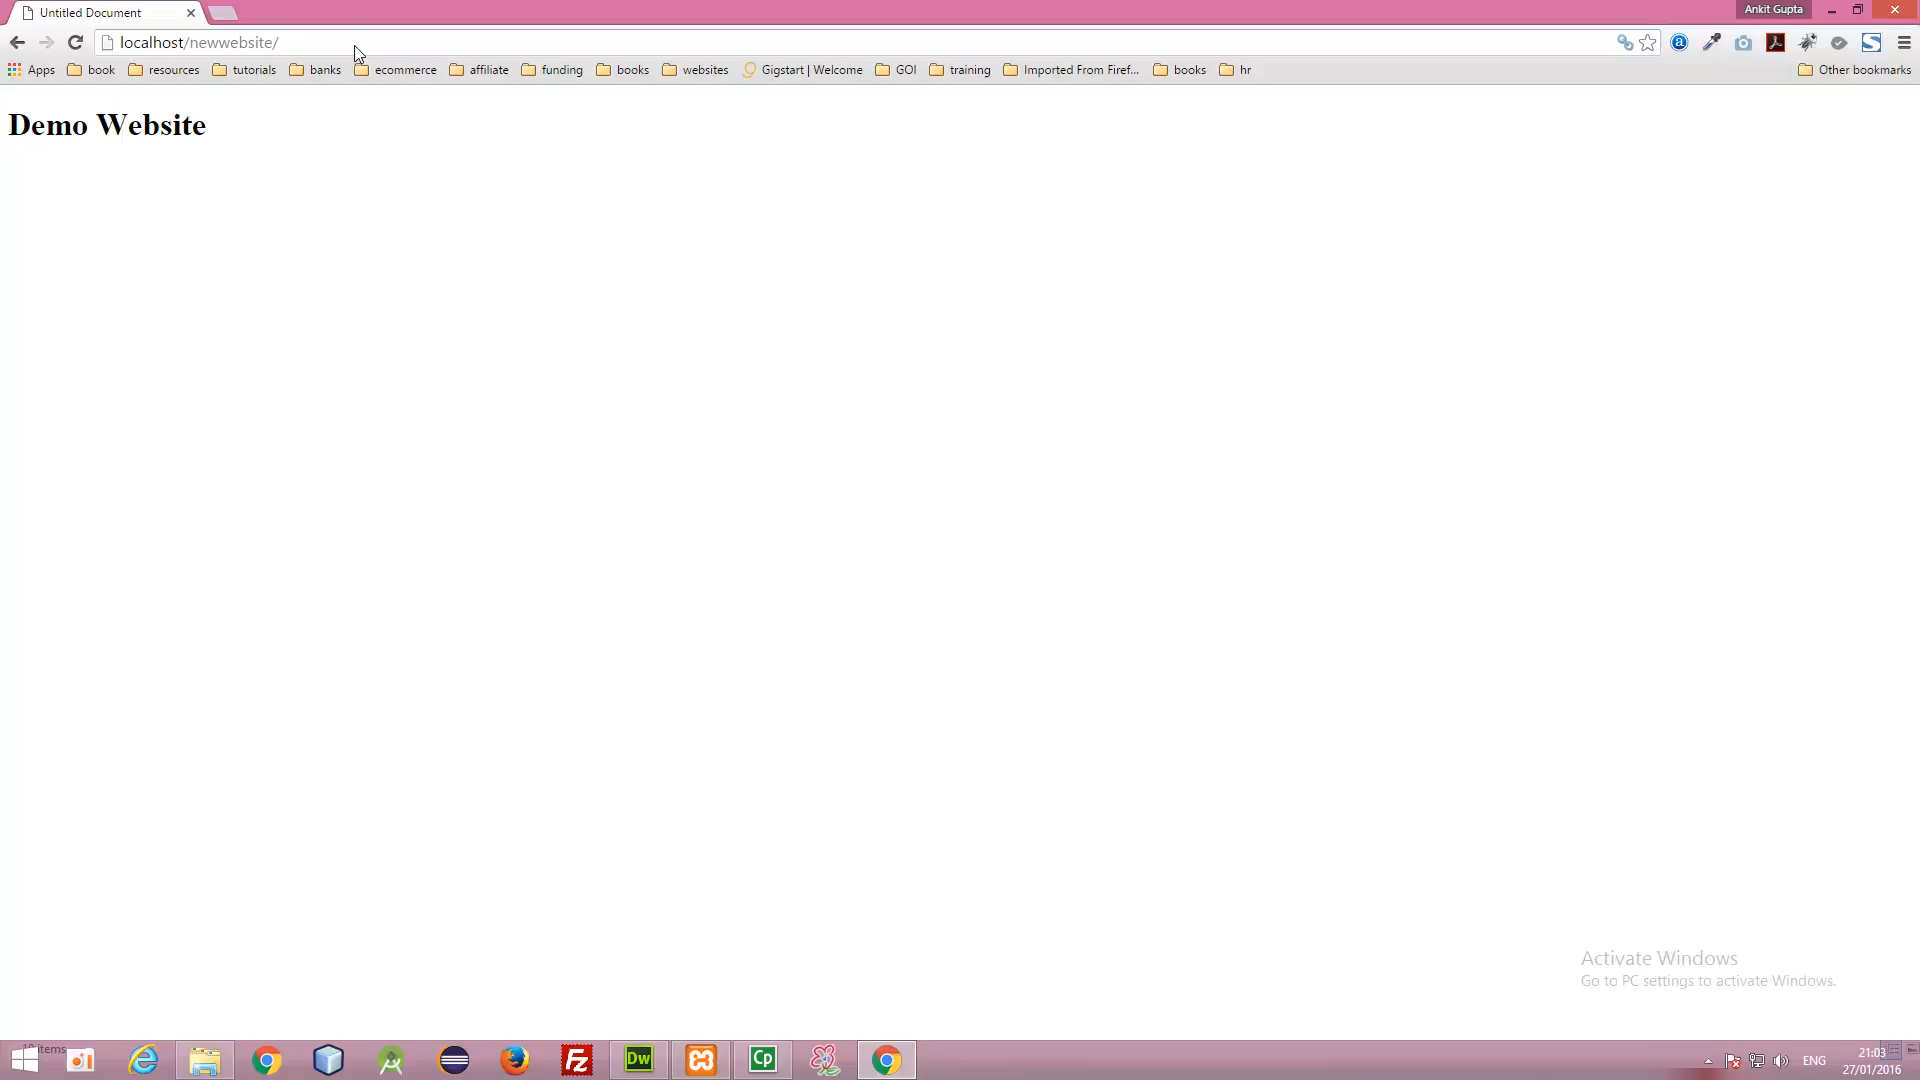 Untitled Document
Ankit Gupta
localhost/newwebsite/
Apps book resources tutorials banks ecommerce affiliate funding books websites Gigstart | Welcome GOI training Imported From Firef... books hr Other bookmarks
Demo Website
Activate Windows
Go to PC settings to activate Windows.
items
Fz Dw Cp
ENG
21:03
27/01/2016